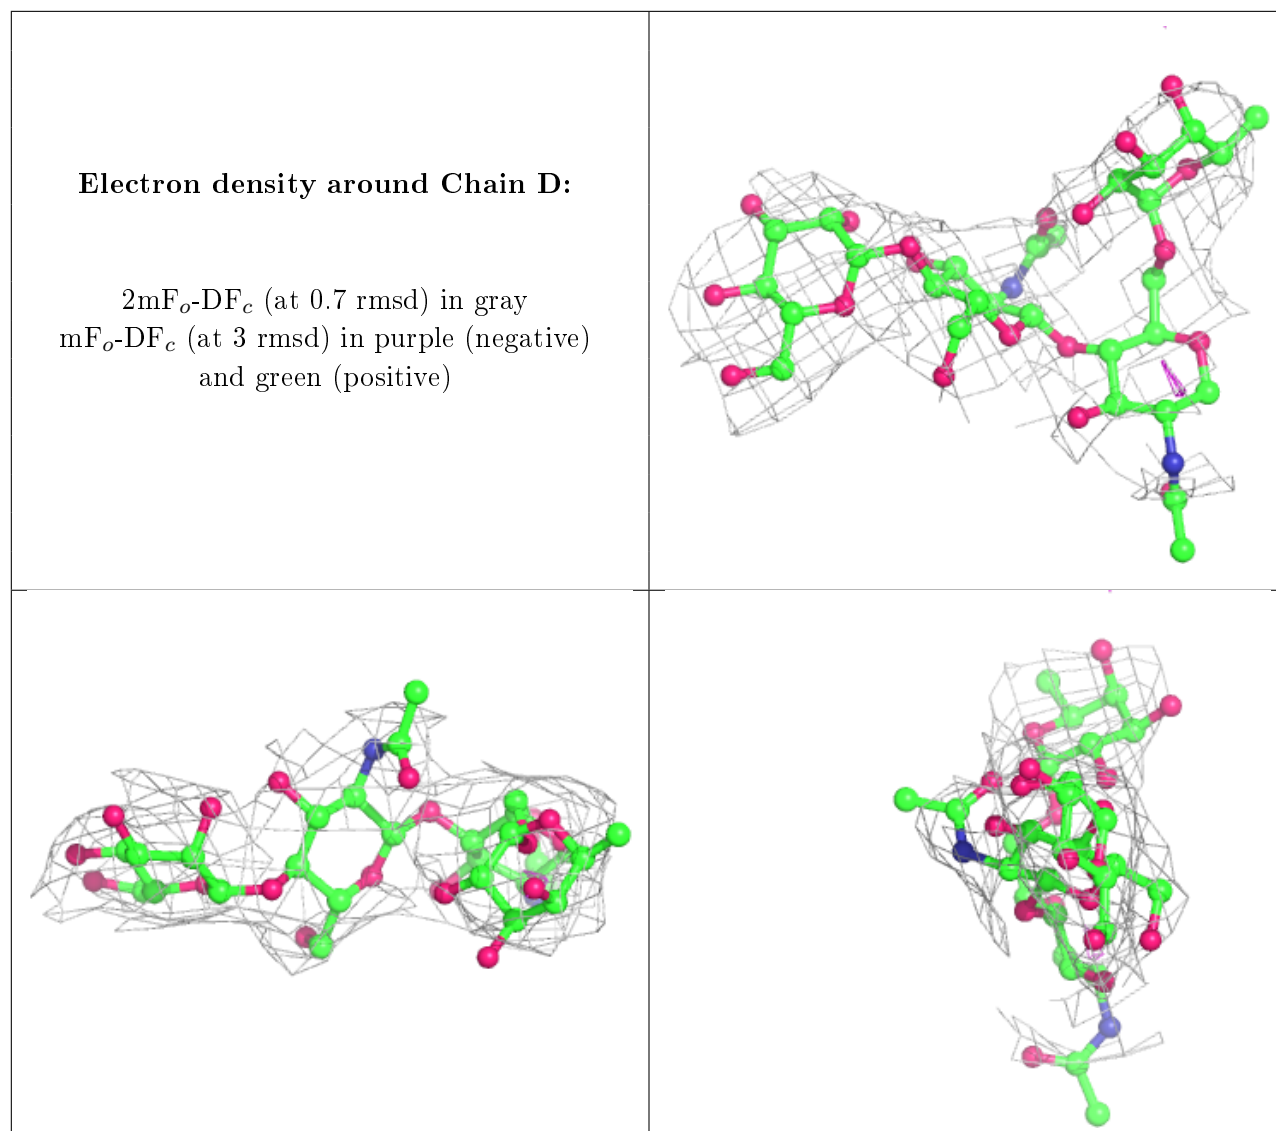 Electron density around Chain D:
2mFₒ-DF𝒸 (at 0.7 rmsd) in gray
mFₒ-DF𝒸 (at 3 rmsd) in purple (negative)
and green (positive)